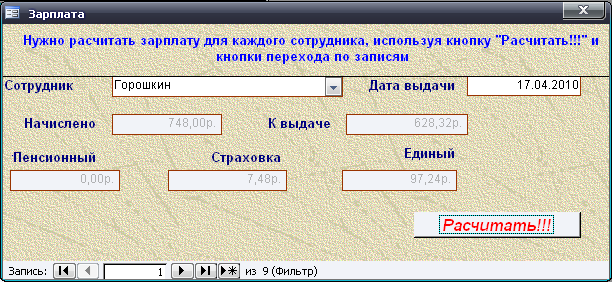 Зарплата
Нужно расчитать зарплату для каждого сотрудника, используя кнопку "Расчитать!!!" и
кнопки перехода по записям
Сотрудник Горошкин Дата выдачи 17.04.2010
Начислено 748,00р. К выдаче 628,32р.
Пенсионный Страховка Единый
0,00р. 7,48р. 97,24р.
Расчитать!!!
Запись: 1 из 9 (Фильтр)